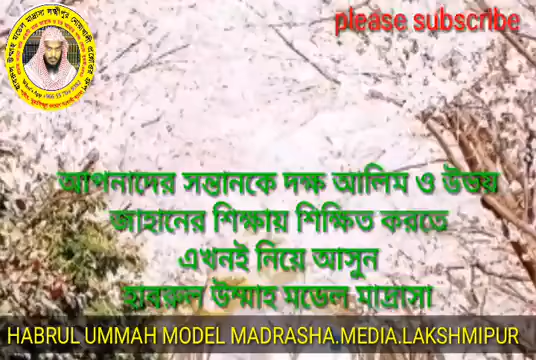 please subscribe
আপনাদের সন্তানকে দক্ষ আলিম ও উভয়
জাহানের শিক্ষায় শিক্ষিত করতে
এখনই নিয়ে আসুন
হাবরুল উম্মাহ মডেল মাদ্রাসা
HABRUL UMMAH MODEL MADRASHA.MEDIA.LAKSHMIPUR